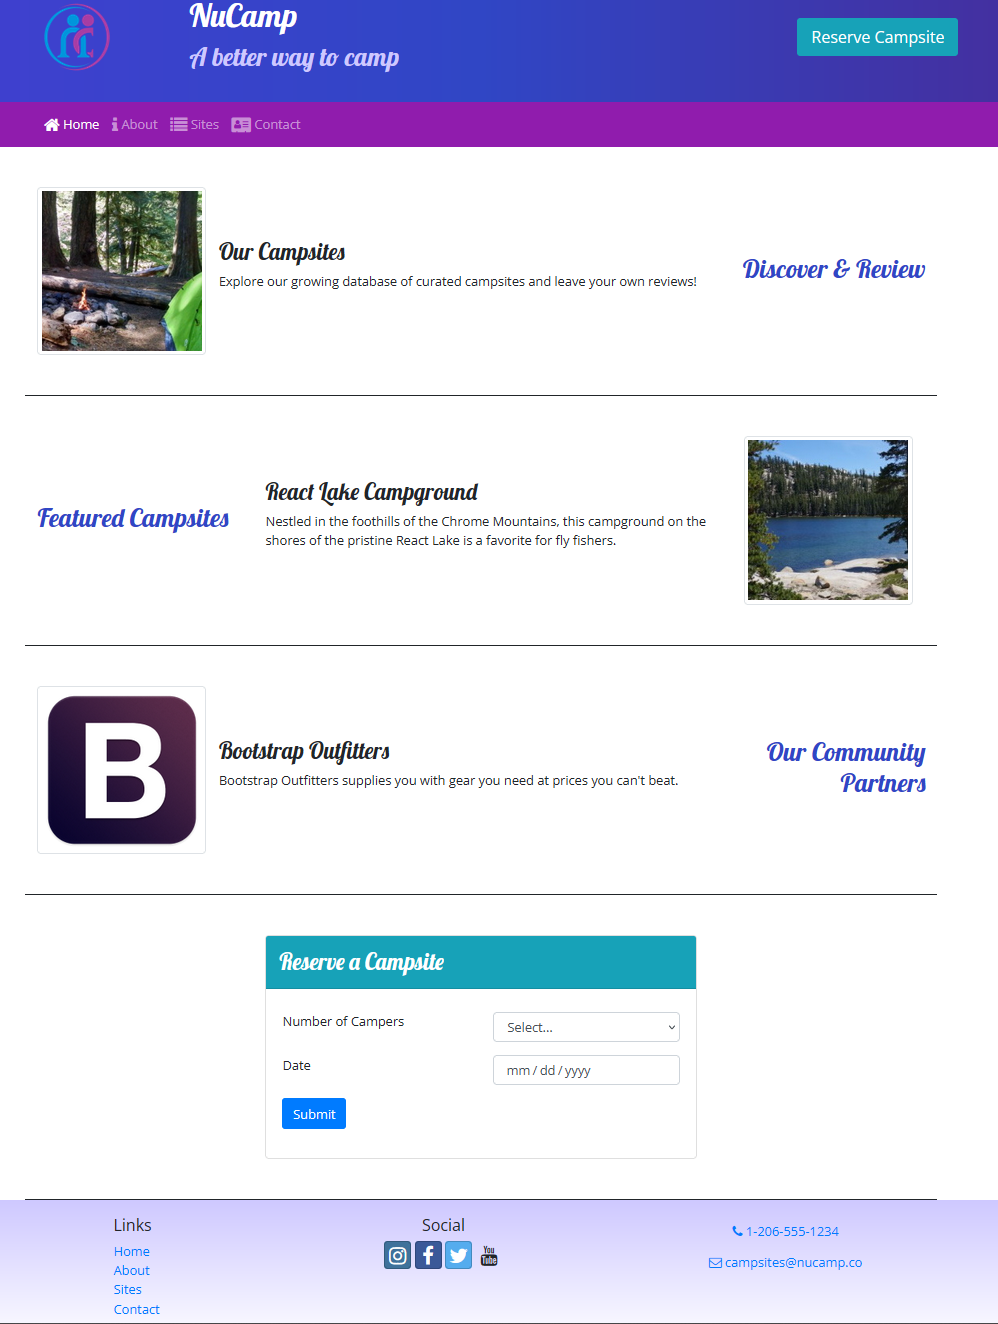 NuCamp
A better way to camp
Reserve Campsite
Home About Sites Contact
Our Campsites
Explore our growing database of curated campsites and leave your own reviews!
Discover & Review
Featured Campsites
React Lake Campground
Nestled in the foothills of the Chrome Mountains, this campground on the
shores of the pristine React Lake is a favorite for fly fishers.
B
Bootstrap Outfitters
Bootstrap Outfitters supplies you with gear you need at prices you can't beat.
Our Community
Partners
Reserve a Campsite
Number of Campers
Select...
Date
mm / dd / yyyy
Submit
Links
Home
About
Sites
Contact
Social
You
Tube
1-206-555-1234
campsites@nucamp.co